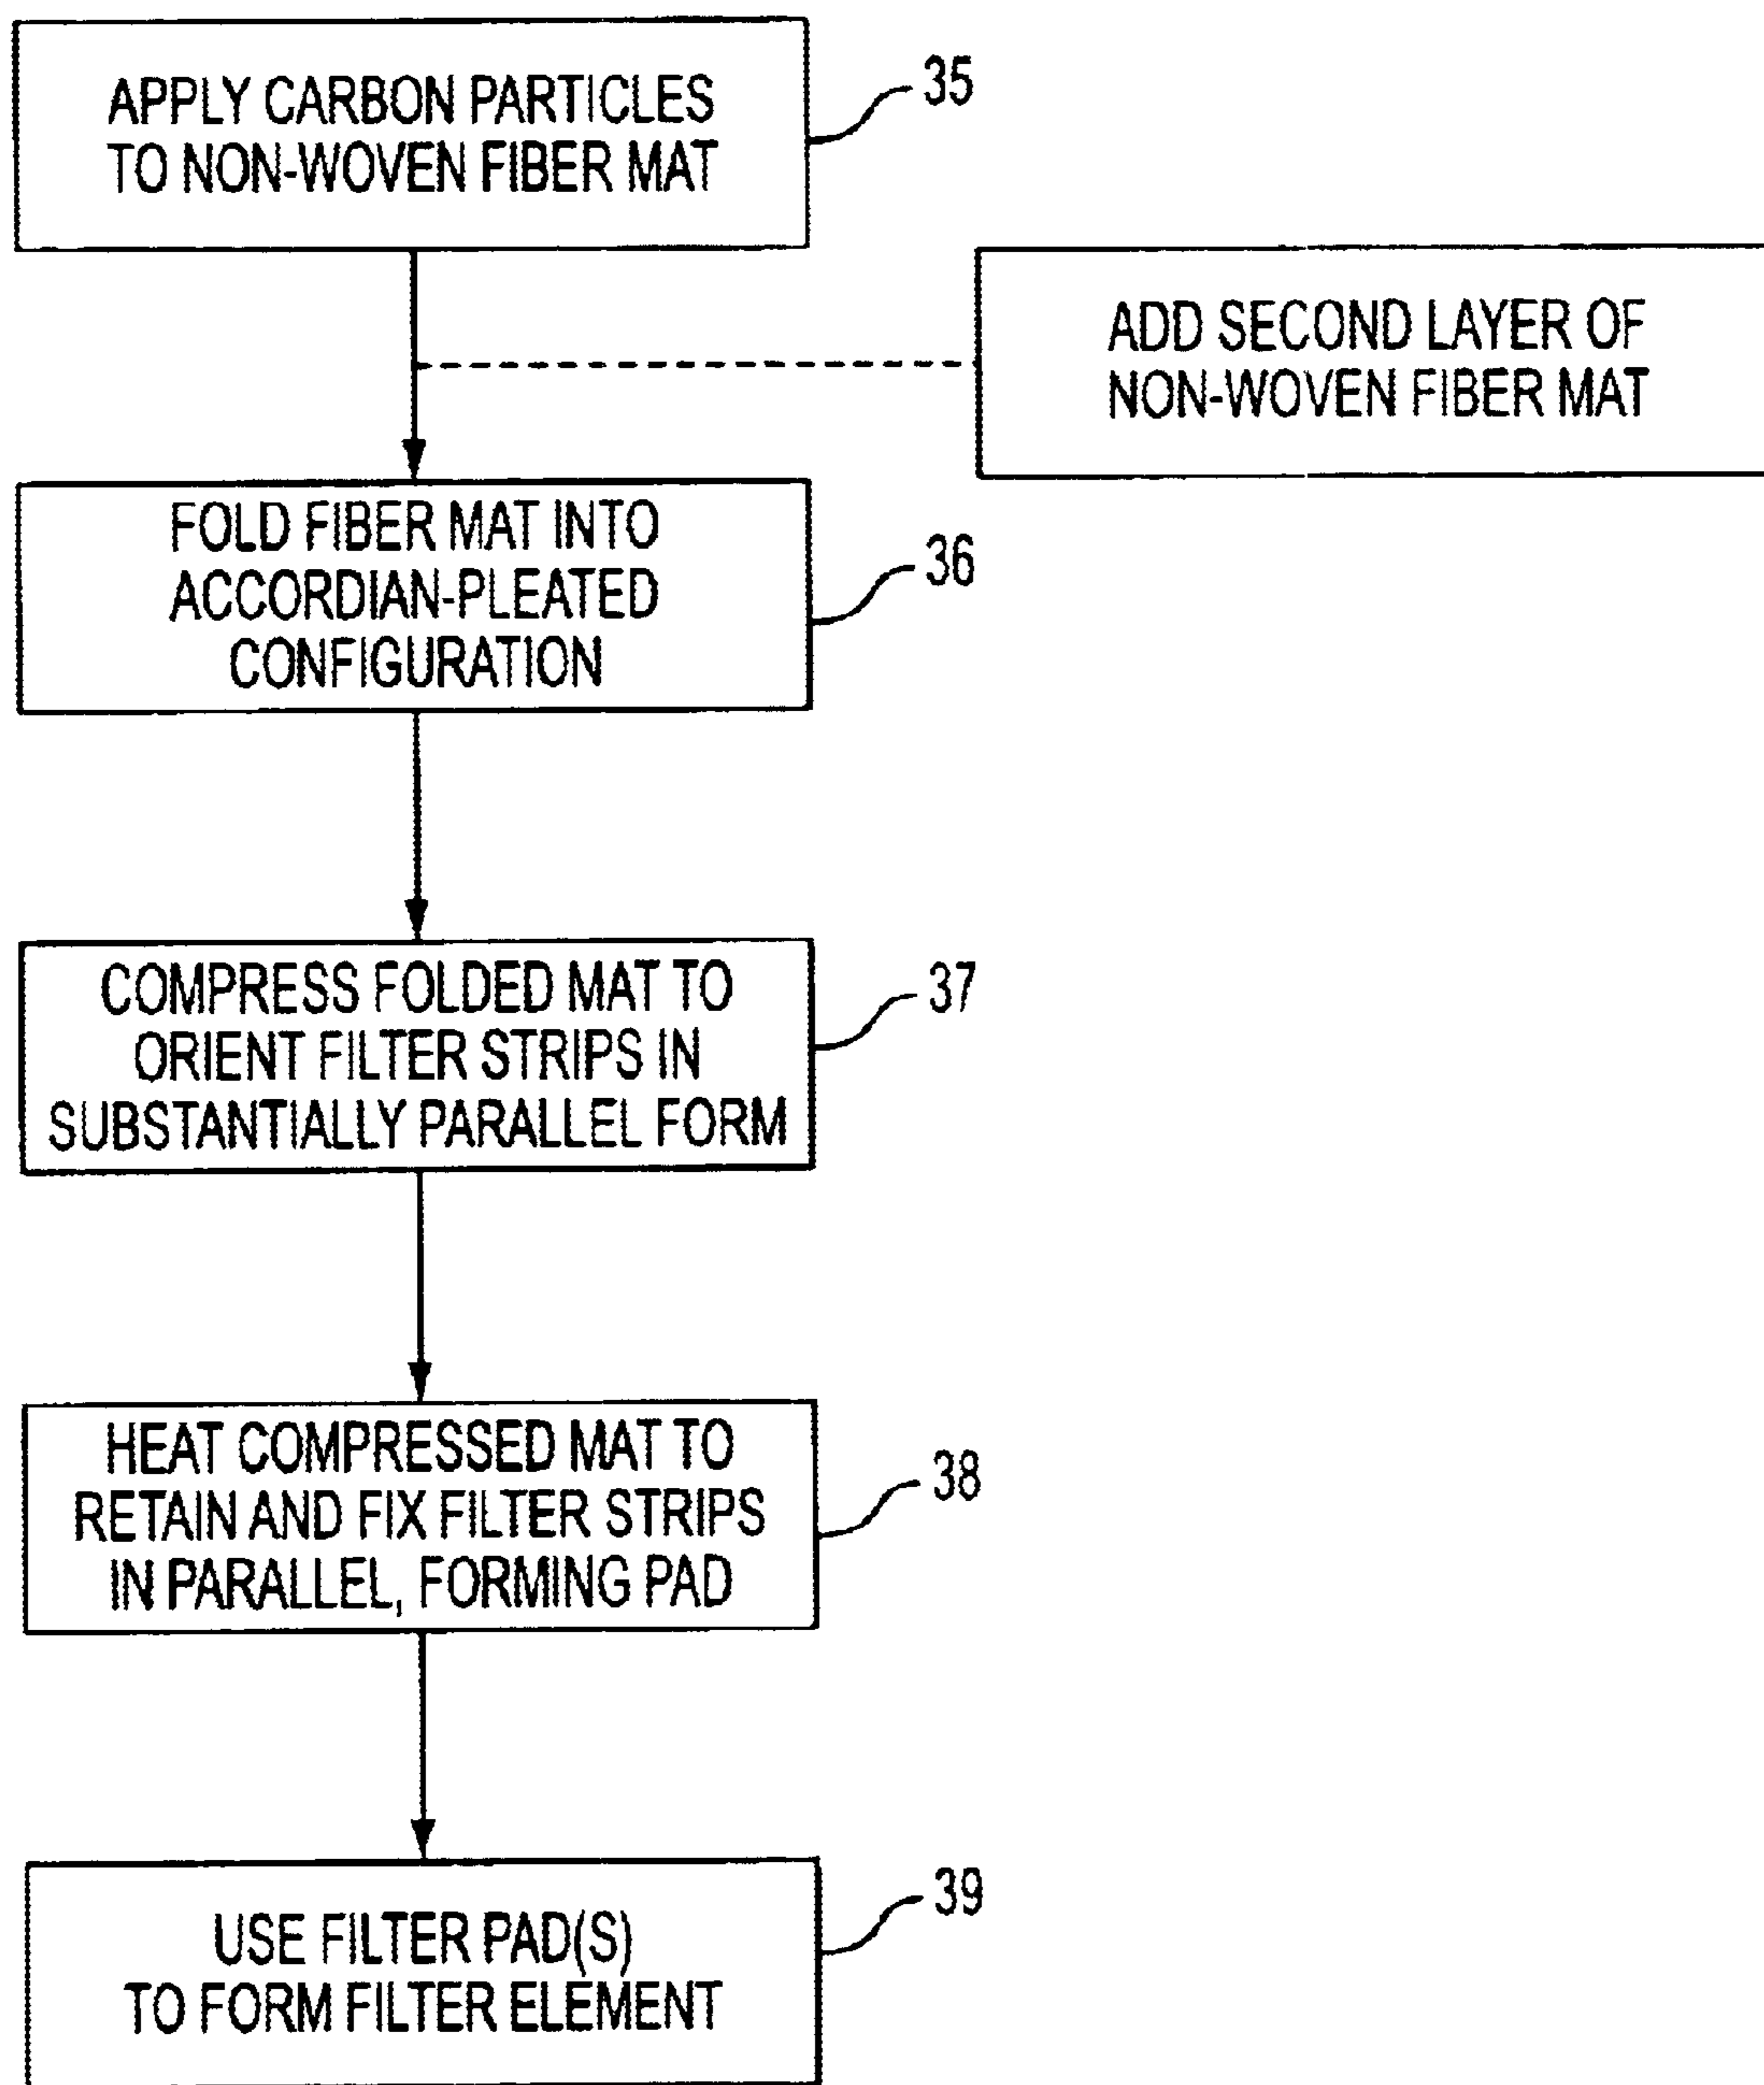 APPLY CARBON PARTICLES
TO NON-WOVEN FIBER MAT
35
ADD SECOND LAYER OF
NON-WOVEN FIBER MAT
FOLD FIBER MAT INTO
ACCORDIAN-PLEATED
CONFIGURATION
36
COMPRESS FOLDED MAT TO
ORIENT FILTER STRIPS IN
SUBSTANTIALLY PARALLEL FORM
37
HEAT COMPRESSED MAT TO
RETAIN AND FIX FILTER STRIPS
IN PARALLEL, FORMING PAD
38
USE FILTER PAD(S)
TO FORM FILTER ELEMENT
39